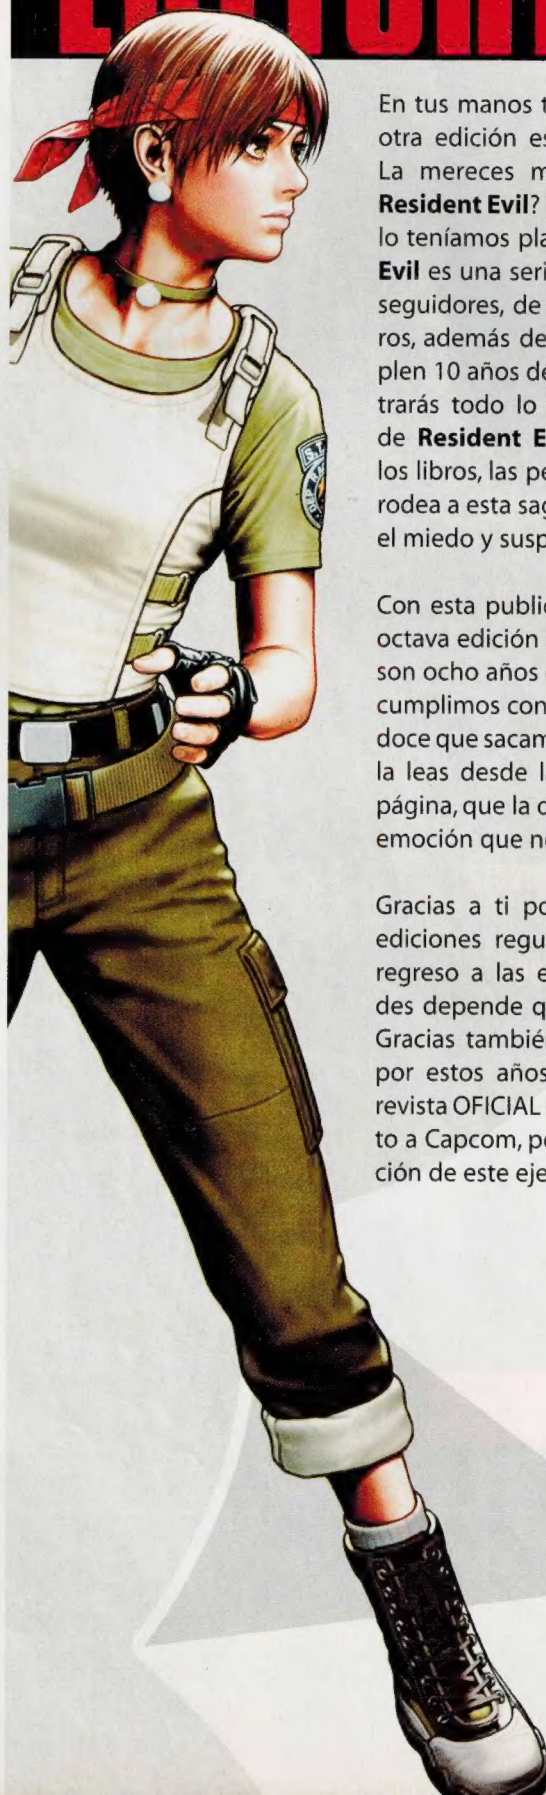 EDITORI
En tus manos t
otra edición es
La mereces m
Resident Evil?
lo teníamos pla
Evil es una seri
seguidores, de
ros, además de
plen 10 años de
trarás todo lo
de Resident E
los libros, las pe
rodea a esta sag
el miedo y susp
Con esta public
octava edición
son ocho años
cumplimos con
doce que sacam
la leas desde l
página, que la c
emoción que n
Gracias a ti po
ediciones regu
regreso a las e
des depende q
Gracias también
por estos años
revista OFICIAL
to a Capcom, p
ción de este eje
S.T.